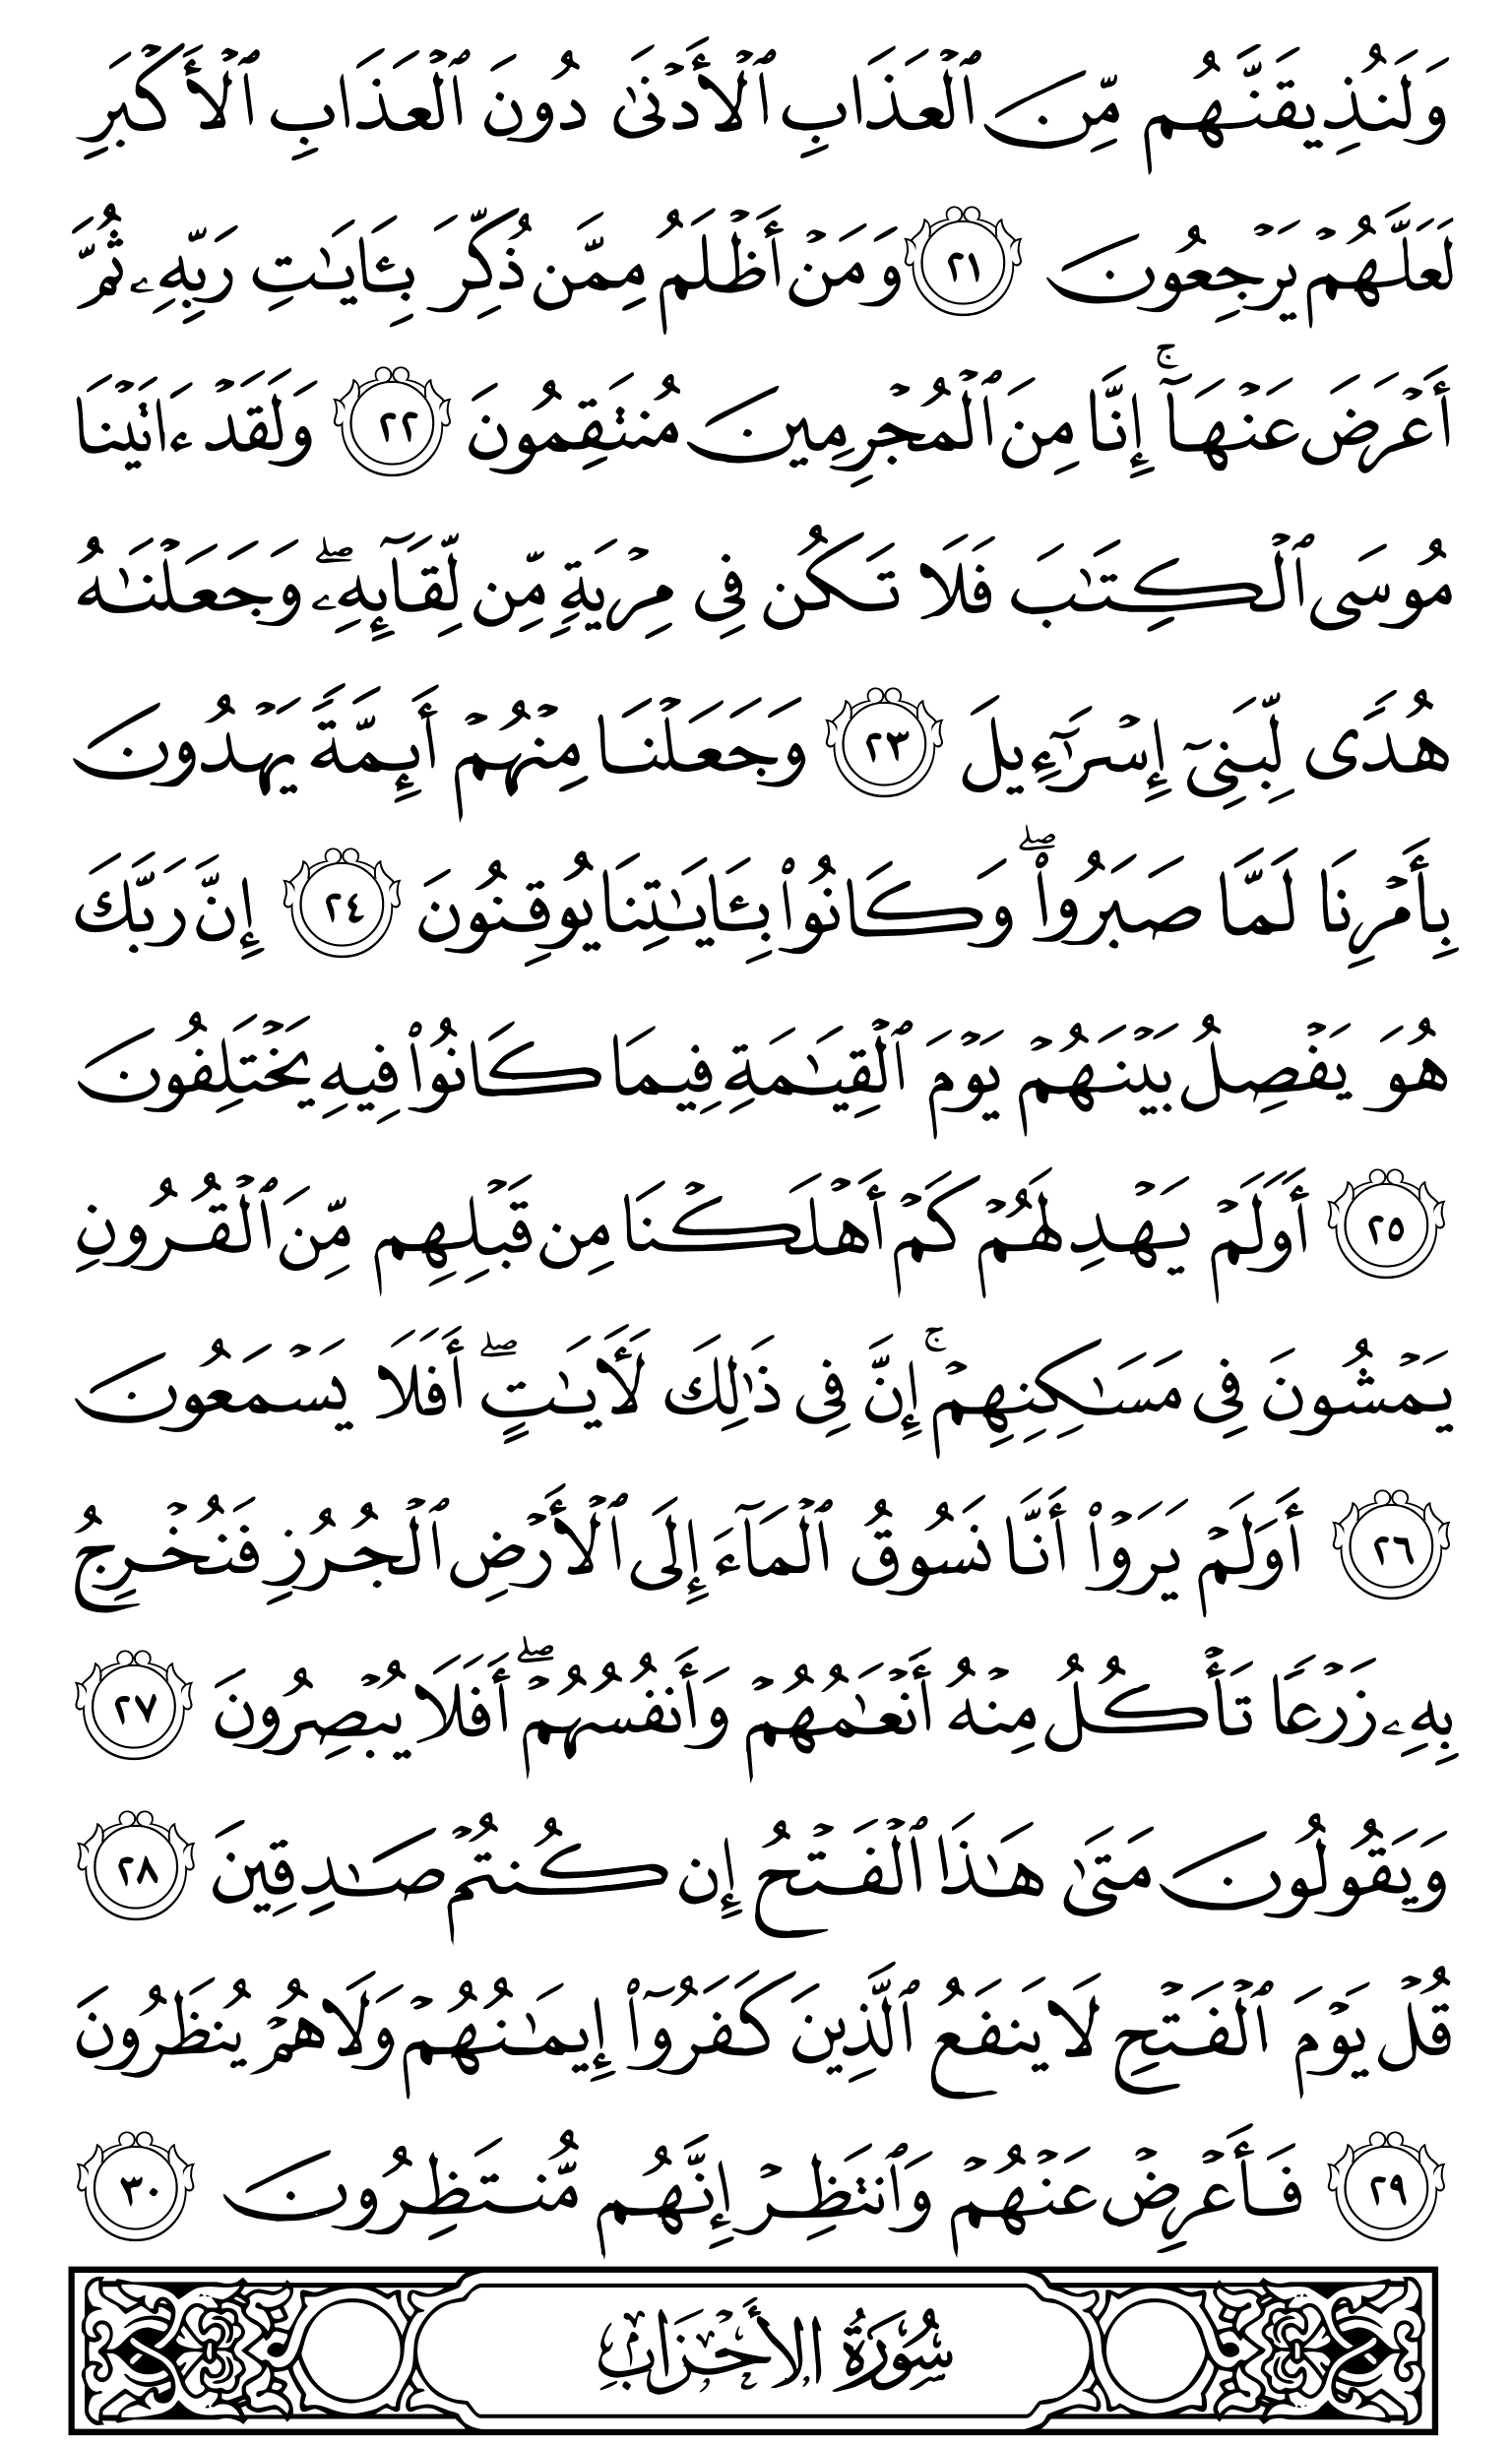 وَلَنُذِيقَنَّهُم مِّنَ ٱلْعَذَابِ ٱلْأَدْنَىٰ دُونَ ٱلْعَذَابِ ٱلْأَكْبَرِ
لَعَلَّهُمْ يَرْجِعُونَ ٢١ وَمَنْ أَظْلَمُ مِمَّن ذُكِّرَ بِـَٔايَـٰتِ رَبِّهِۦ ثُمَّ
أَعْرَضَ عَنْهَآ ۚ إِنَّا مِنَ ٱلْمُجْرِمِينَ مُنتَقِمُونَ ٢٢ وَلَقَدْ ءَاتَيْنَا
مُوسَى ٱلْكِتَـٰبَ فَلَا تَكُن فِى مِرْيَةٍ مِّن لِّقَآئِهِۦ ۖ وَجَعَلْنَـٰهُ
هُدًى لِّبَنِىٓ إِسْرَٰٓءِيلَ ٢٣ وَجَعَلْنَا مِنْهُمْ أَئِمَّةً يَهْدُونَ
بِأَمْرِنَا لَمَّا صَبَرُوا۟ ۖ وَكَانُوا۟ بِـَٔايَـٰتِنَا يُوقِنُونَ ٢٤ إِنَّ رَبَّكَ
هُوَ يَفْصِلُ بَيْنَهُمْ يَوْمَ ٱلْقِيَـٰمَةِ فِيمَا كَانُوا۟ فِيهِ يَخْتَلِفُونَ
٢٥ أَوَلَمْ يَهْدِ لَهُمْ كَمْ أَهْلَكْنَا مِن قَبْلِهِم مِّنَ ٱلْقُرُونِ
يَمْشُونَ فِى مَسَـٰكِنِهِمْ ۚ إِنَّ فِى ذَٰلِكَ لَـَٔايَـٰتٍ ۖ أَفَلَا يَسْمَعُونَ
٢٦ أَوَلَمْ يَرَوْا۟ أَنَّا نَسُوقُ ٱلْمَآءَ إِلَى ٱلْأَرْضِ ٱلْجُرُزِ فَنُخْرِجُ
بِهِۦ زَرْعًا تَأْكُلُ مِنْهُ أَنْعَـٰمُهُمْ وَأَنفُسُهُمْ ۖ أَفَلَا يُبْصِرُونَ ٢٧
وَيَقُولُونَ مَتَىٰ هَـٰذَا ٱلْفَتْحُ إِن كُنتُمْ صَـٰدِقِينَ ٢٨
قُلْ يَوْمَ ٱلْفَتْحِ لَا يَنفَعُ ٱلَّذِينَ كَفَرُوٓا۟ إِيمَـٰنُهُمْ وَلَا هُمْ يُنظَرُونَ
٢٩ فَأَعْرِضْ عَنْهُمْ وَٱنتَظِرْ إِنَّهُم مُّنتَظِرُونَ ٣٠
سُورَةُ الأَحْزَابِ